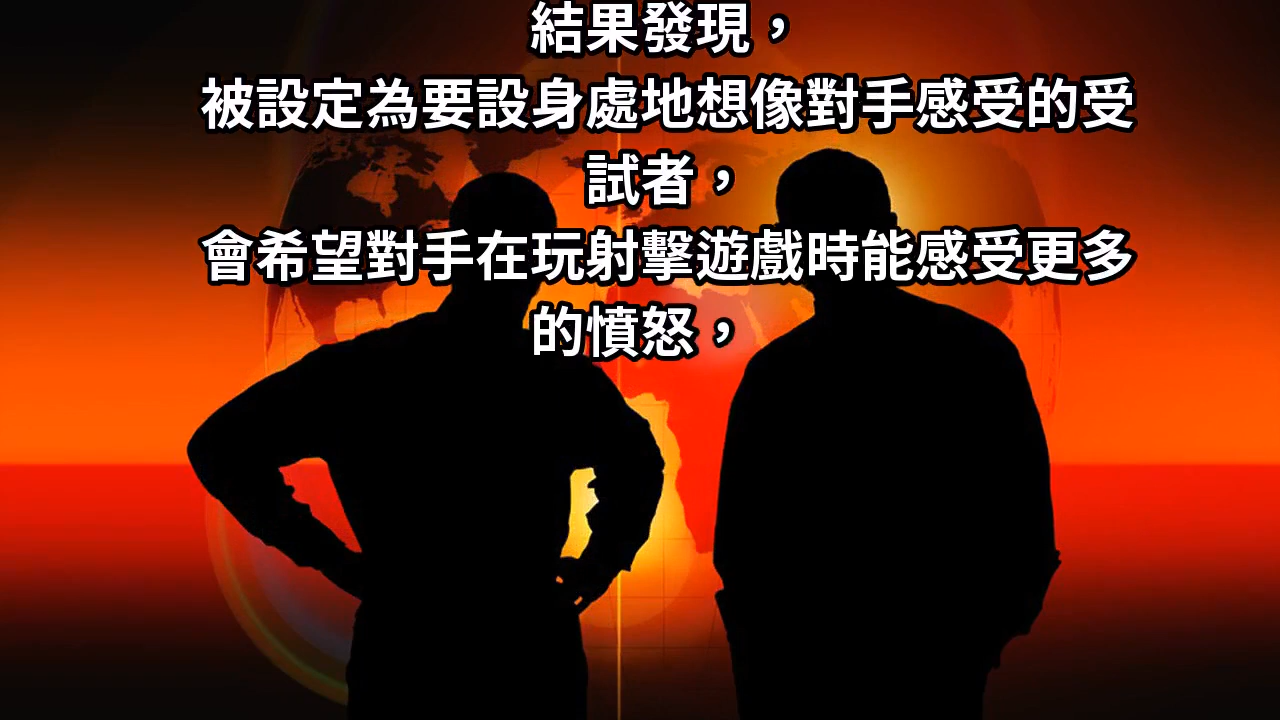 結果發現，
被設定為要設身處地想像對手感受的受
試者，
會希望對手在玩射擊遊戲時能感受更多
的憤怒，